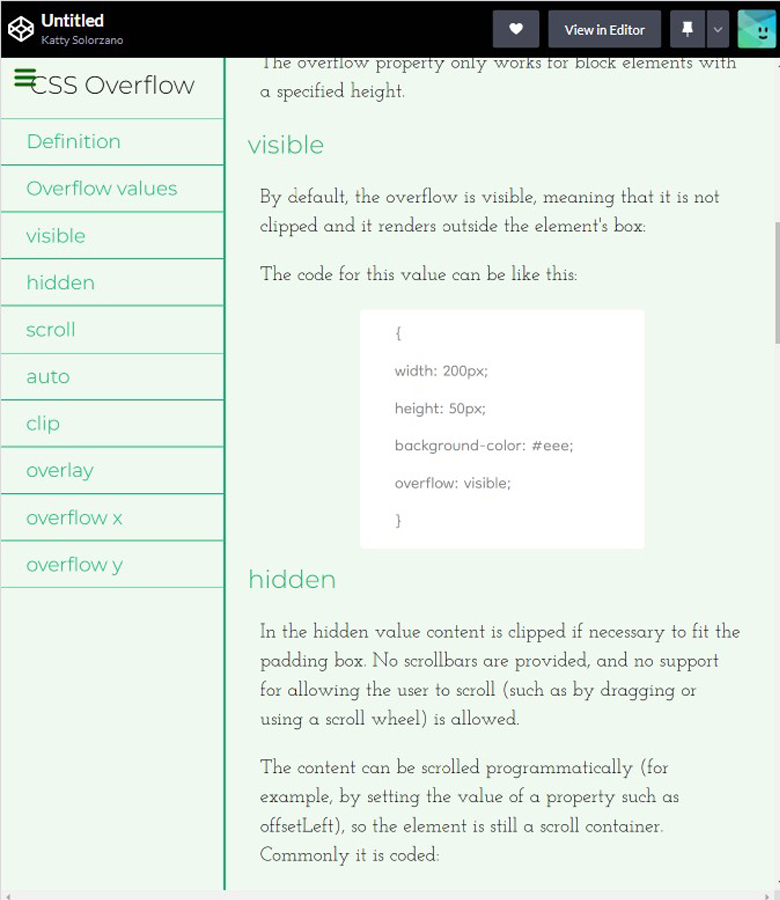 Untitled
Katty Solorzano
View in Editor
CSS Overflow
Definition
Overflow values
visible
hidden
scroll
auto
clip
overlay
overflow x
overflow y
The overflow property only works for block elements with
a specified height.
visible
By default, the overflow is visible, meaning that it is not
clipped and it renders outside the element's box:
The code for this value can be like this:
{
width: 200px;
height: 50px;
background-color: #eee;
overflow: visible;
}
hidden
In the hidden value content is clipped if necessary to fit the
padding box. No scrollbars are provided, and no support
for allowing the user to scroll (such as by dragging or
using a scroll wheel) is allowed.
The content can be scrolled programmatically (for
example, by setting the value of a property such as
offsetLeft), so the element is still a scroll container.
Commonly it is coded: